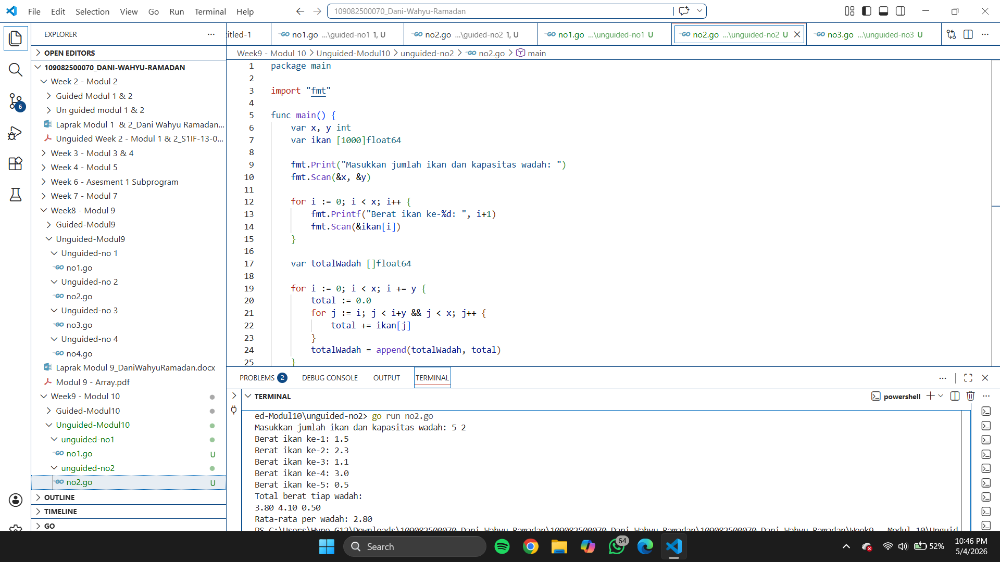 File Edit Selection View Go Run Terminal Help
109082500070_Dani-Wahyu-Ramadan
EXPLORER
OPEN EDITORS
109082500070_DANI-WAHYU-RAMADAN
Week 2 - Modul 2
Guided Modul 1 & 2
Un guided modul 1 & 2
Laprak Modul 1 & 2_Dani Wahyu Ramadan...
Unguided Week 2 - Modul 1 & 2_S1IF-13-0...
Week 3 - Modul 3 & 4
Week 4 - Modul 5
Week 6 - Asesment 1 Subprogram
Week 7 - Modul 7
Week8 - Modul 9
Guided-Modul9
Unguided-Modul9
Unguided-no 1
no1.go
Unguided-no 2
no2.go
Unguided-no 3
no3.go
Unguided-no 4
no4.go
Laprak Modul 9_DaniWahyuRamadan.docx
Modul 9 - Array.pdf
Week9 - Modul 10
Guided-Modul10
Unguided-Modul10
unguided-no1
no1.go U
unguided-no2
no2.go U
OUTLINE
TIMELINE
GO
6
itled-1
no1.go ...\guided-no1 1, U
no2.go ...\guided-no2 1, U
no1.go ...\unguided-no1 U
no2.go ...\unguided-no2 U
no3.go ...\unguided-no3 U
Week9 - Modul 10 > Unguided-Modul10 > unguided-no2 > no2.go > main
1 package main
2
3 import "fmt"
4
5 func main() {
6 var x, y int
7 var ikan [1000]float64
8
9 fmt.Print("Masukkan jumlah ikan dan kapasitas wadah: ")
10 fmt.Scan(&x, &y)
11
12 for i := 0; i < x; i++ {
13 fmt.Printf("Berat ikan ke-%d: ", i+1)
14 fmt.Scan(&ikan[i])
15 }
16
17 var totalWadah []float64
18
19 for i := 0; i < x; i += y {
20 total := 0.0
21 for j := i; j < i+y && j < x; j++ {
22 total += ikan[j]
23 }
24 totalWadah = append(totalWadah, total)
25 }
PROBLEMS 2 DEBUG CONSOLE OUTPUT TERMINAL
TERMINAL
powershell
ed-Modul10\unguided-no2> go run no2.go
Masukkan jumlah ikan dan kapasitas wadah: 5 2
Berat ikan ke-1: 1.5
Berat ikan ke-2: 2.3
Berat ikan ke-3: 1.1
Berat ikan ke-4: 3.0
Berat ikan ke-5: 0.5
Total berat tiap wadah:
3.80 4.10 0.50
Rata-rata per wadah: 2.80
PS C:\Users\Hype G12\Downloads\109082500070_Dani_Wahyu_Ramadan\109082500070_Dani_Wahyu_Ramadan\109082500070_Dani-Wahyu-Ramadan\Week9 - Modul 10\Unguid
Search
64
52%
10:46 PM
5/4/2026